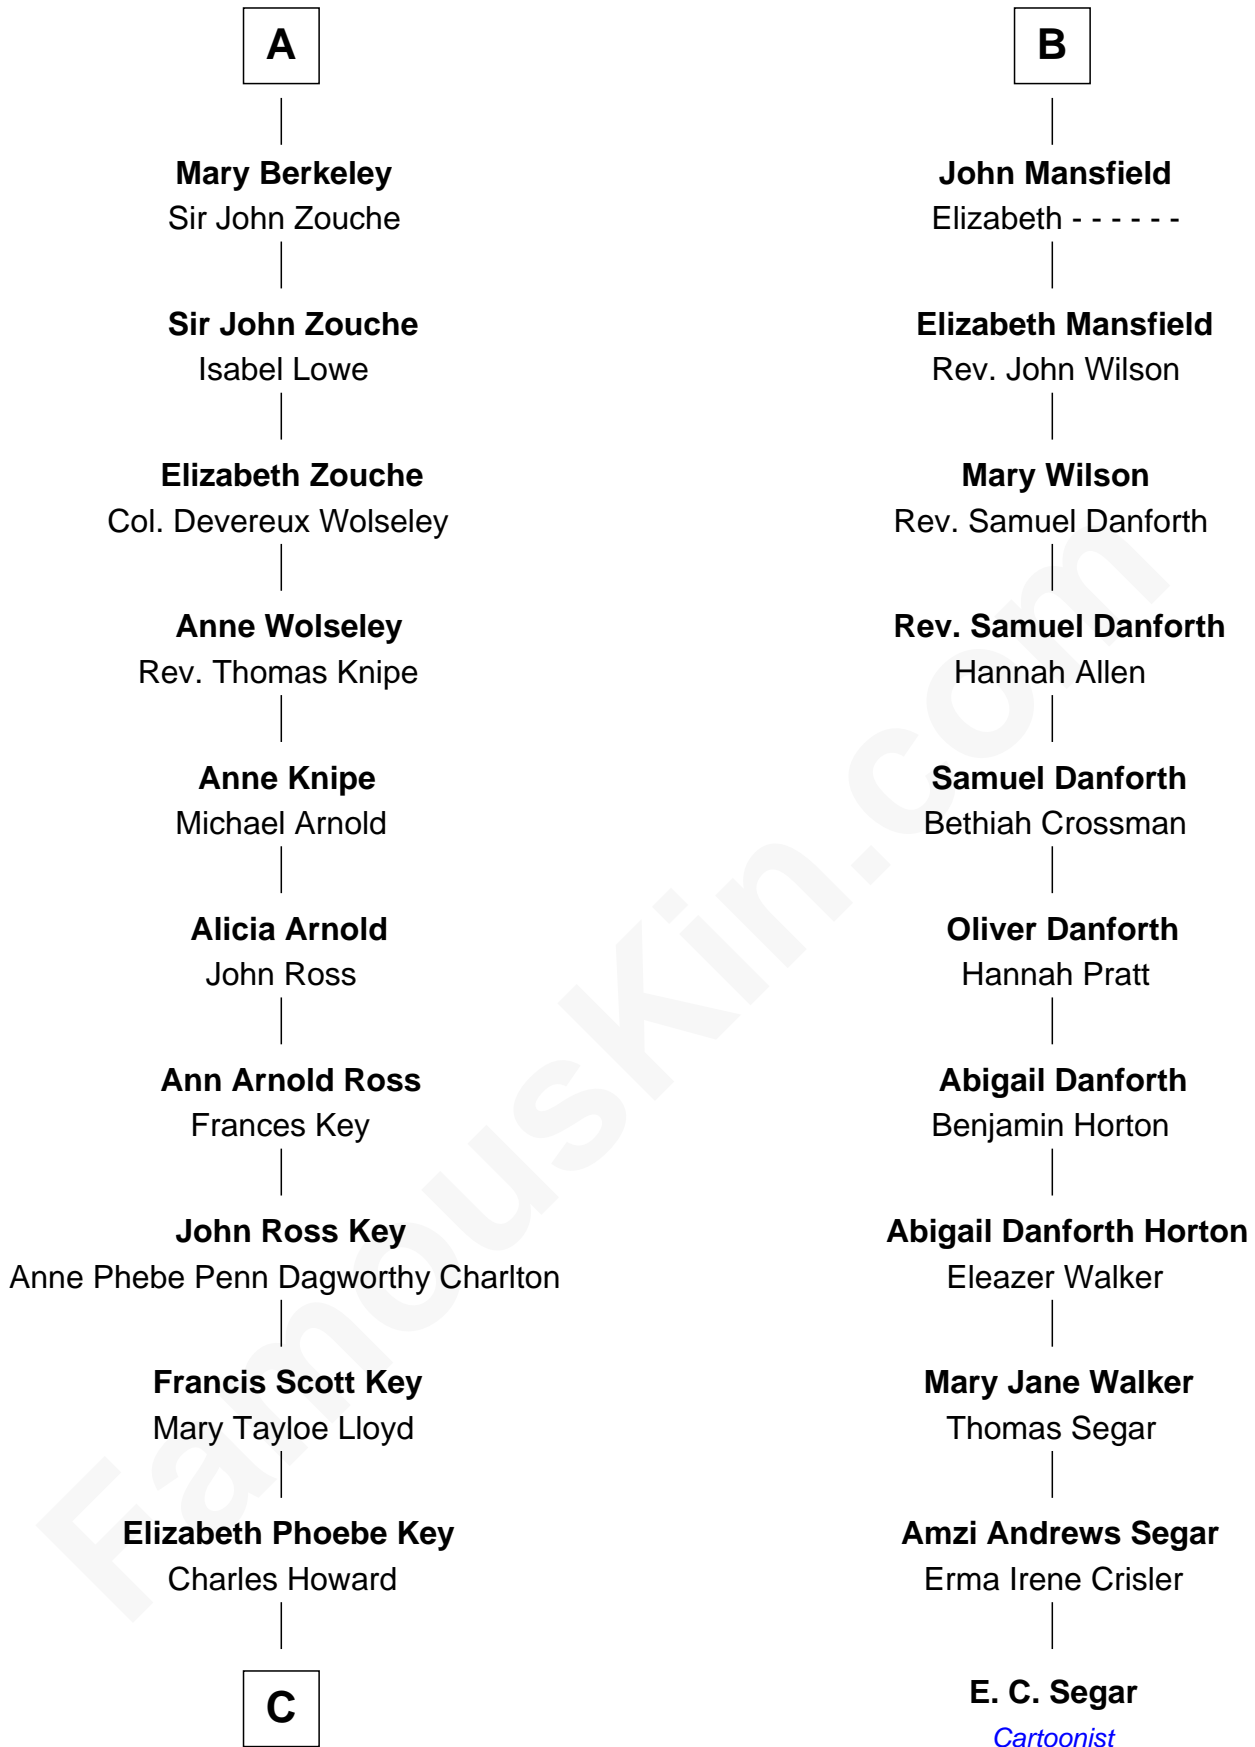 A
Mary Berkeley
Sir John Zouche
Sir John Zouche
Isabel Lowe
Elizabeth Zouche
Col. Devereux Wolseley
Anne Wolseley
Rev. Thomas Knipe
Anne Knipe
Michael Arnold
Alicia Arnold
John Ross
Ann Arnold Ross
Frances Key
John Ross Key
Anne Phebe Penn Dagworthy Charlton
Francis Scott Key
Mary Tayloe Lloyd
Elizabeth Phoebe Key
Charles Howard
C
B
John Mansfield
Elizabeth - - - - - -
Elizabeth Mansfield
Rev. John Wilson
Mary Wilson
Rev. Samuel Danforth
Rev. Samuel Danforth
Hannah Allen
Samuel Danforth
Bethiah Crossman
Oliver Danforth
Hannah Pratt
Abigail Danforth
Benjamin Horton
Abigail Danforth Horton
Eleazer Walker
Mary Jane Walker
Thomas Segar
Amzi Andrews Segar
Erma Irene Crisler
E. C. Segar
Cartoonist
FamousKin.com